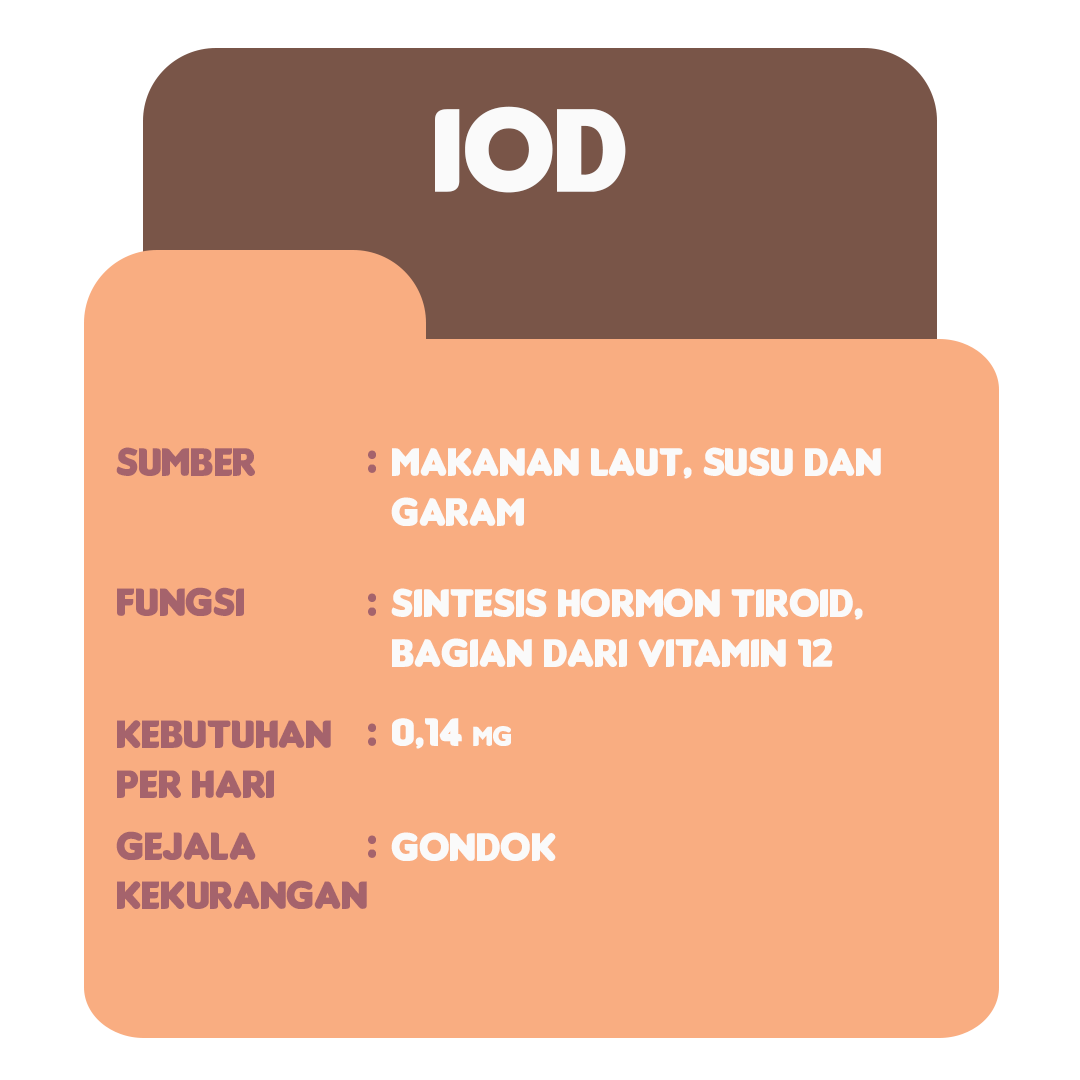 IOD
SUMBER : MAKANAN LAUT, SUSU DAN
GARAM
FUNGSI : SINTESIS HORMON TIROID,
BAGIAN DARI VITAMIN 12
KEBUTUHAN : 0,14 MG
PER HARI
GEJALA : GONDOK
KEKURANGAN